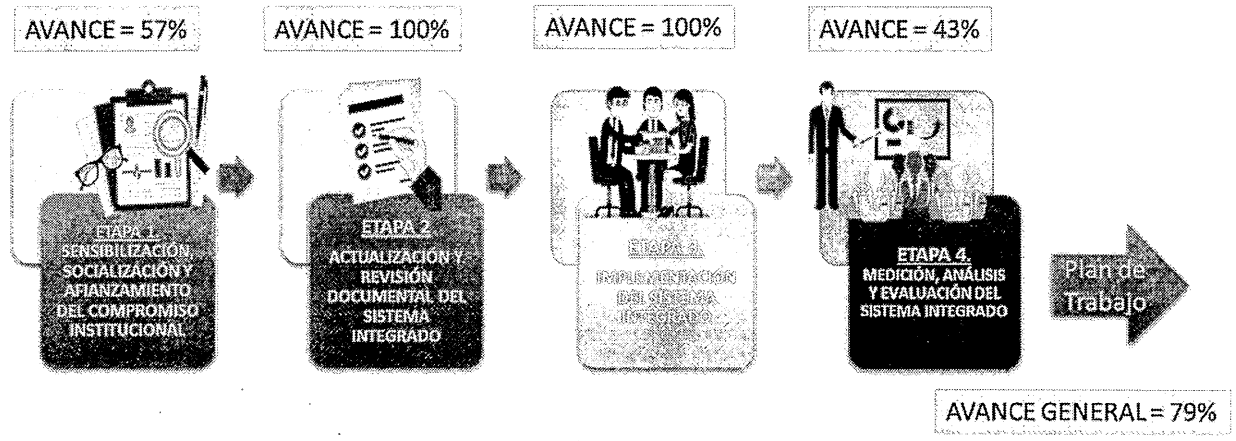 AVANCE = 57%
AVANCE = 100%
AVANCE = 100%
AVANCE = 43%
ETAPA 1.
SENSIBILIZACIÓN,
SOCIALIZACIÓN Y
AFIANZAMIENTO
DEL COMPROMISO
INSTITUCIONAL
ETAPA 2
ACTUALIZACIÓN Y
REVISIÓN
DOCUMENTAL DEL
SISTEMA
INTEGRADO
ETAPA 3.
IMPLEMENTACIÓN
DEL SISTEMA
INTEGRADO
ETAPA 4.
MEDICIÓN, ANÁLISIS
Y EVALUACIÓN DEL
SISTEMA INTEGRADO
Plan de
Trabajo
AVANCE GENERAL = 79%